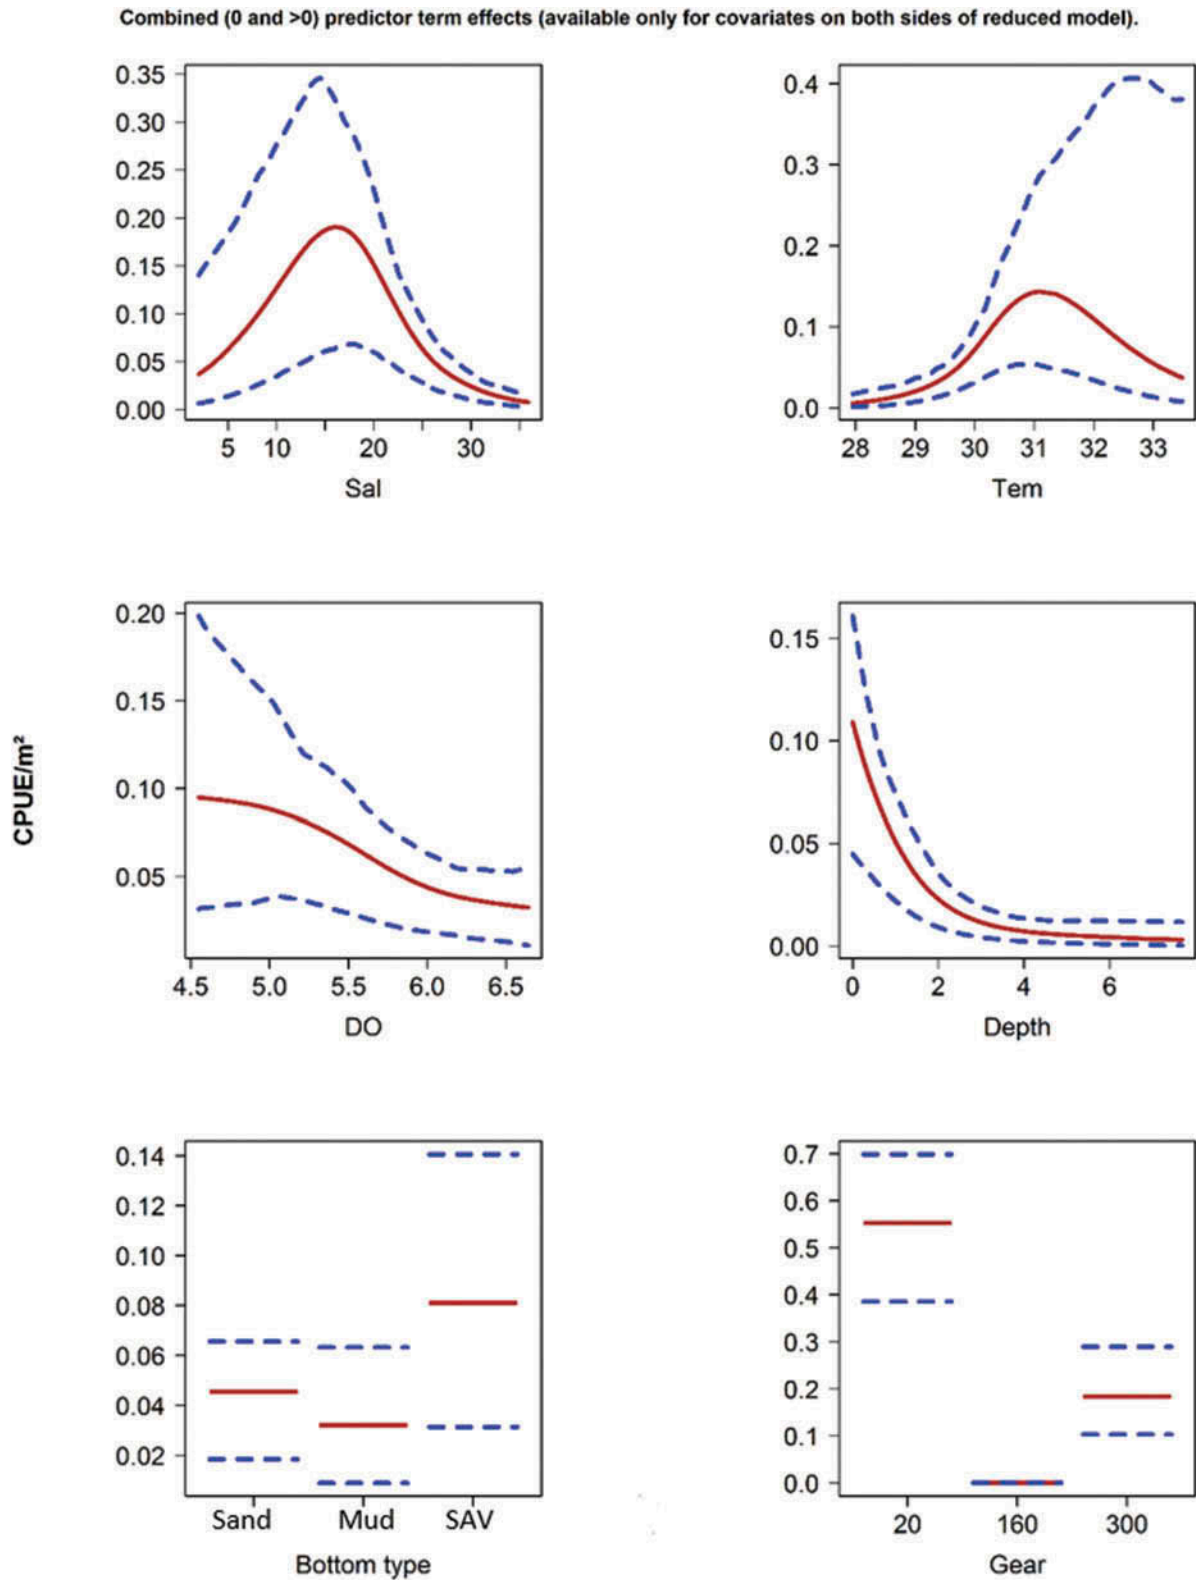 Combined (0 and >0) predictor term effects (available only for covariates on both sides of reduced model).
0.35
0.30
0.25
0.20
0.15
0.10
0.05
0.00
5 10 20 30
Sal
0.4
0.3
0.2
0.1
0.0
28 29 30 31 32 33
Tem
CPUE/m²
0.20
0.15
0.10
0.05
4.5 5.0 5.5 6.0 6.5
DO
0.15
0.10
0.05
0.00
0 2 4 6
Depth
0.14
0.12
0.10
0.08
0.06
0.04
0.02
Sand Mud SAV
Bottom type
0.7
0.6
0.5
0.4
0.3
0.2
0.1
0.0
20 160 300
Gear